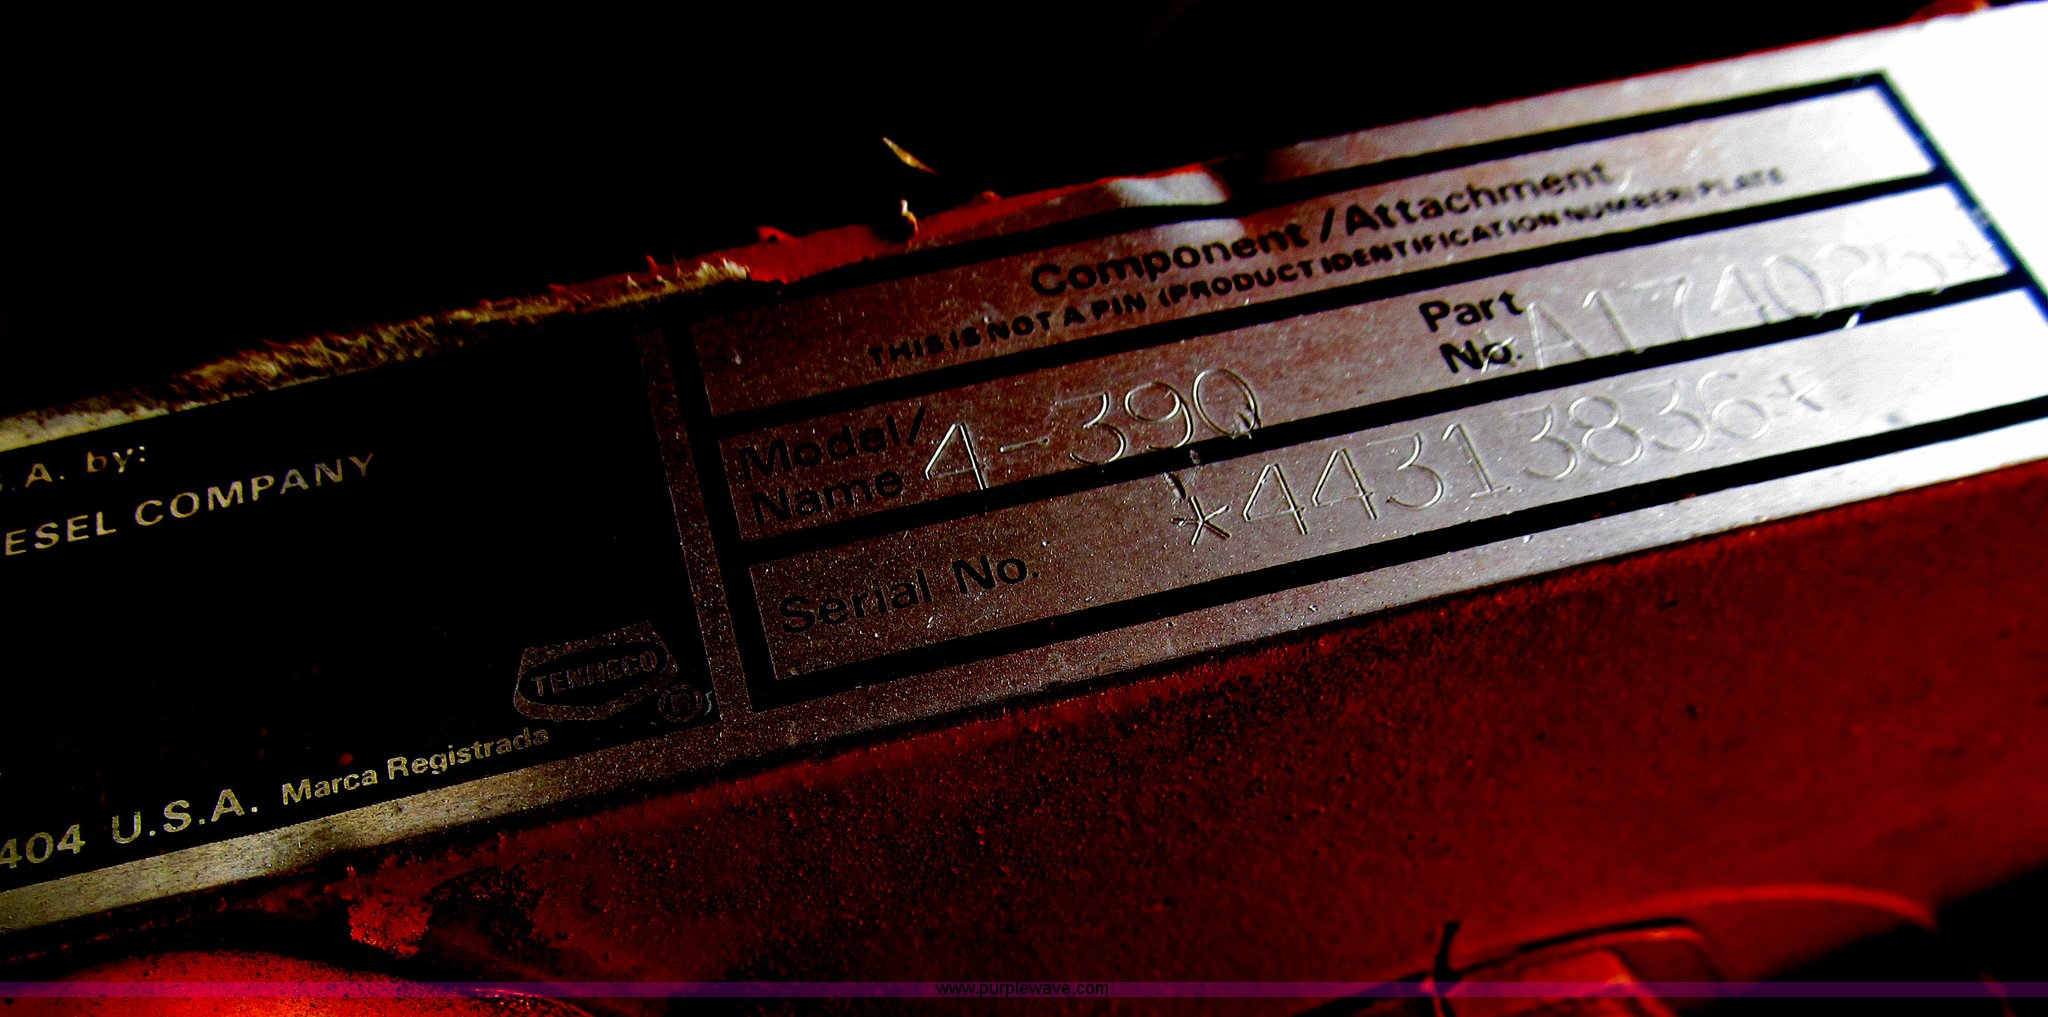 S.A. by:
ESEL COMPANY
TENNECO
®
404 U.S.A. Marca Registrada
Component/Attachment
THIS IS NOT A PIN (PRODUCT IDENTIFICATION NUMBER) PLATE
Model/
Name 4-390
Part
No. *A174025*
Serial No. *44313836*
www.purplewave.com